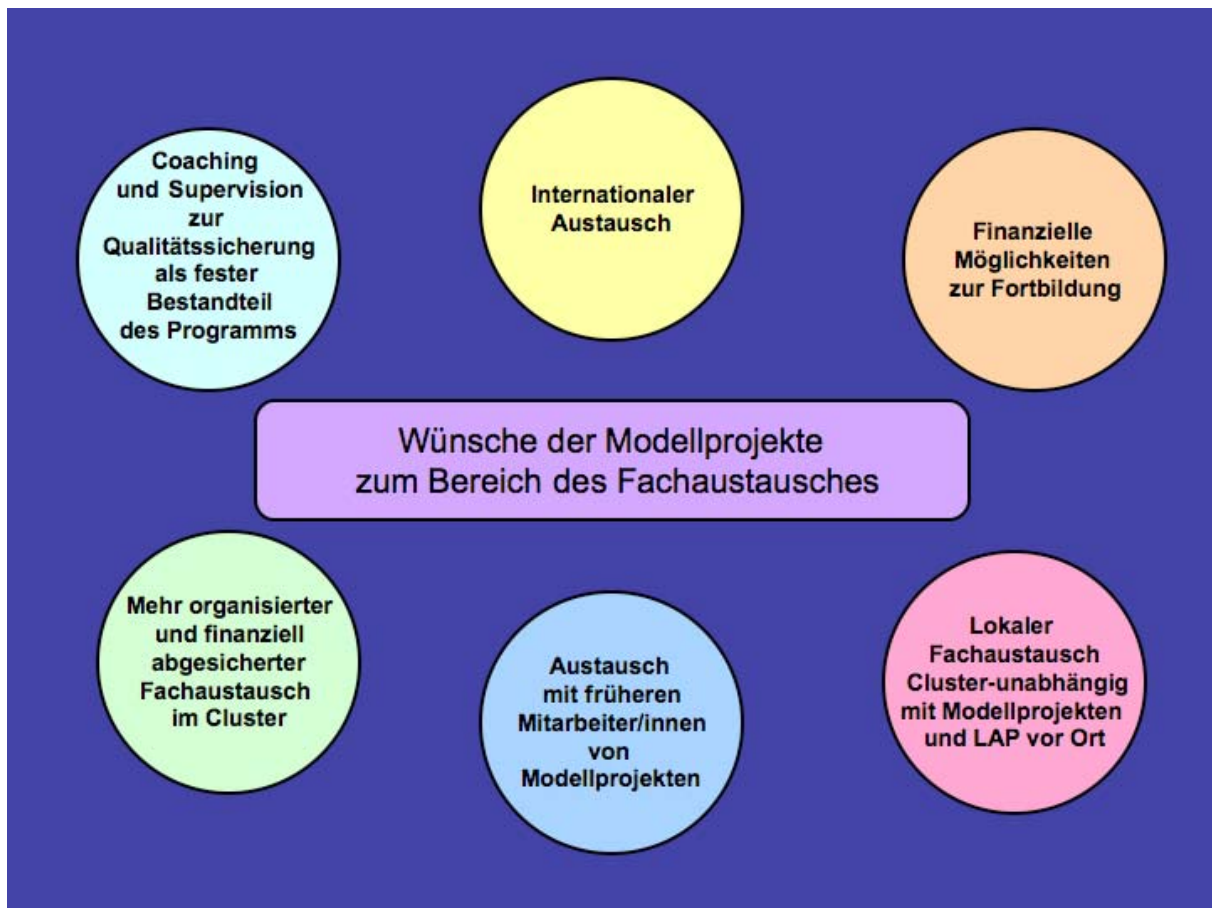 Coaching
und Supervision
zur
Qualitätssicherung
als fester
Bestandteil
des Programms
Internationaler
Austausch
Finanzielle
Möglichkeiten
zur Fortbildung
Wünsche der Modellprojekte
zum Bereich des Fachaustausches
Mehr organisierter
und finanziell
abgesicherter
Fachaustausch
im Cluster
Austausch
mit früheren
Mitarbeiter/innen
von
Modellprojekten
Lokaler
Fachaustausch
Cluster-unabhängig
mit Modellprojekten
und LAP vor Ort